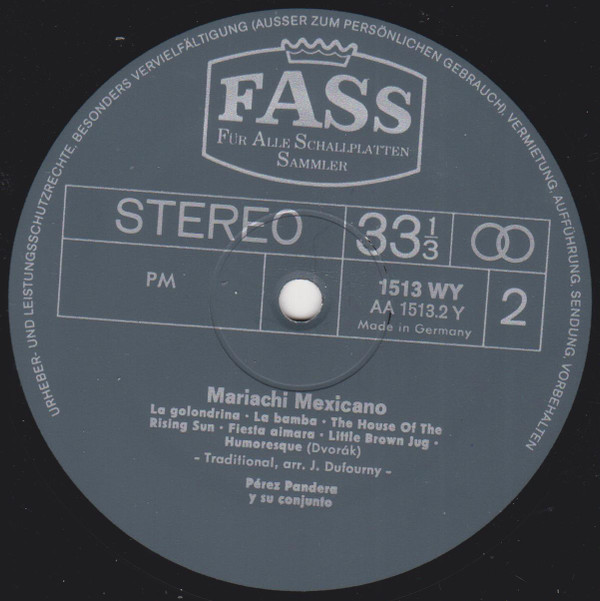 URHEBER- UND LEISTUNGSSCHUTZRECHTE, BESONDERS VERVIELFÄLTIGUNG (AUSSER ZUM PERSÖNLICHEN GEBRAUCH), VERMIETUNG, AUFFÜHRUNG, SENDUNG, VORBEHALTEN
FASS
FÜR ALLE SCHALLPLATTEN
SAMMLER
STEREO 33⅓
PM
1513 WY
AA 1513.2 Y
Made in Germany
2
Mariachi Mexicano
La golondrina · La bamba · The House Of The
Rising Sun · Fiesta aimara · Little Brown Jug ·
Humoresque (Dvorák)
- Traditional, arr. J. Dufourny -
Pérez Pandera
y su conjunto